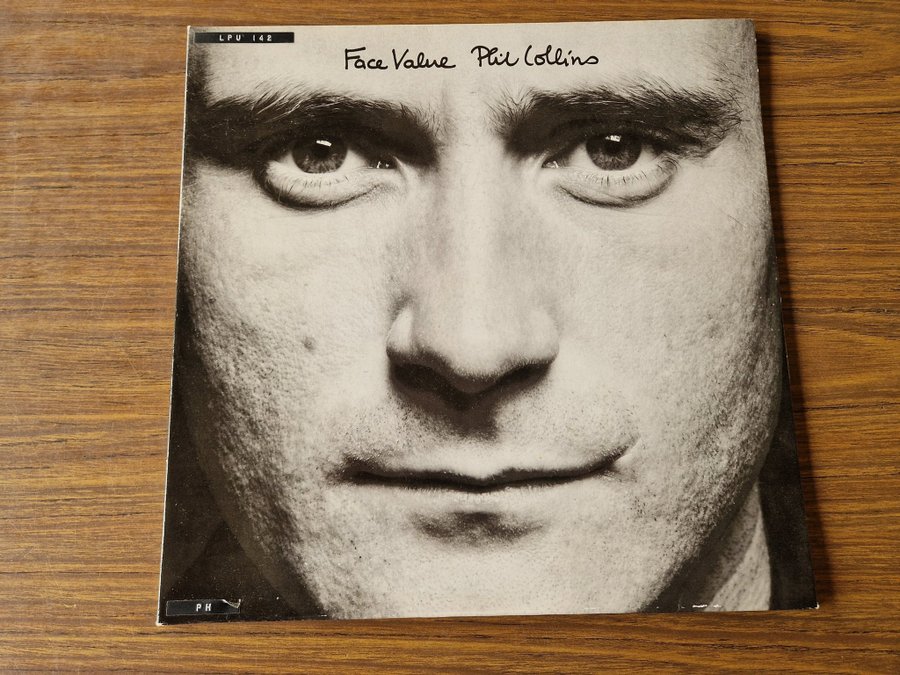 LPU 142
Face Value Phil Collins
PH